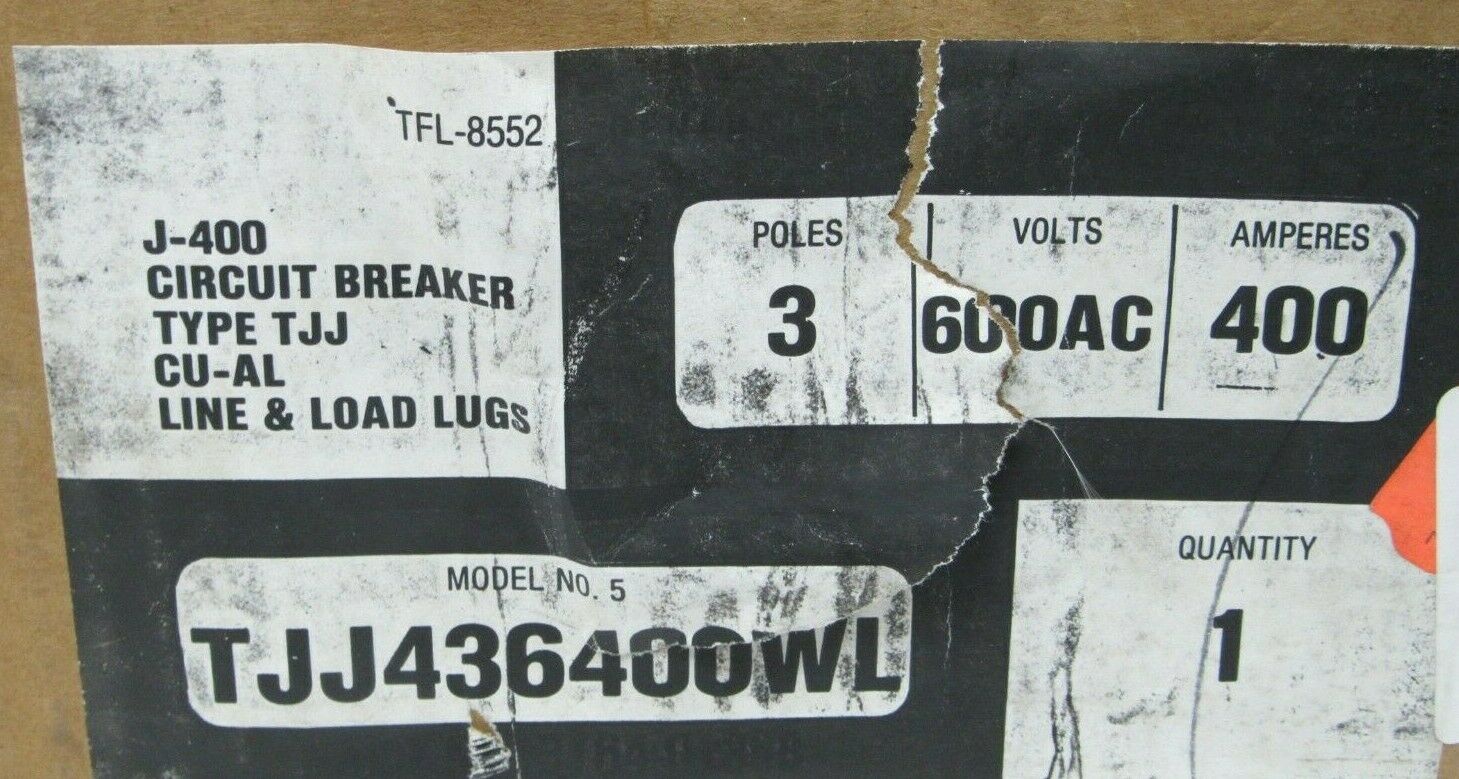 TFL-8552
J-400
CIRCUIT BREAKER
TYPE TJJ
CU-AL
LINE & LOAD LUGS
POLES VOLTS AMPERES
3 600AC 400
MODEL NO. 5
TJJ436400WL
QUANTITY
1